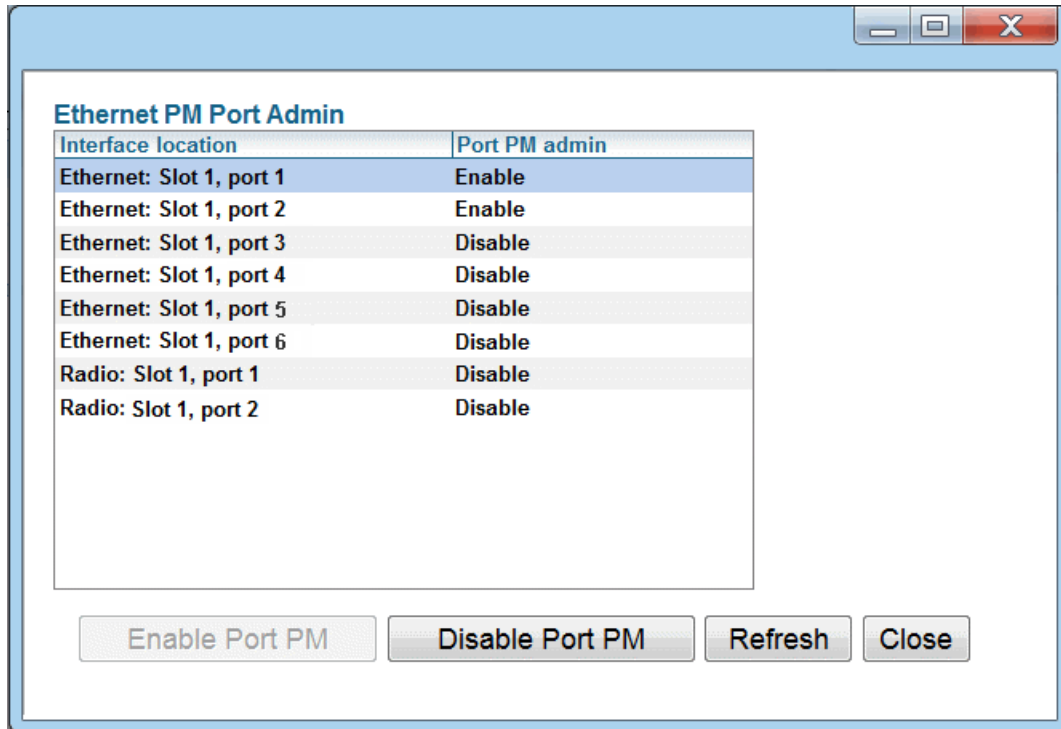 Ethernet PM Port Admin
Interface location Port PM admin
Ethernet: Slot 1, port 1 Enable
Ethernet: Slot 1, port 2 Enable
Ethernet: Slot 1, port 3 Disable
Ethernet: Slot 1, port 4 Disable
Ethernet: Slot 1, port 5 Disable
Ethernet: Slot 1, port 6 Disable
Radio: Slot 1, port 1 Disable
Radio: Slot 1, port 2 Disable
Enable Port PM Disable Port PM Refresh Close